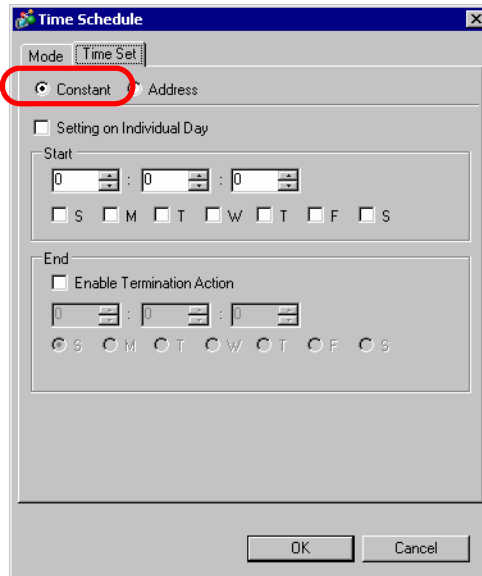 Time Schedule
Mode Time Set
Constant Address
Setting on Individual Day
Start
0 : 0 : 0
S M T W T F S
End
Enable Termination Action
0 : 0 : 0
S M T W T F S
OK Cancel